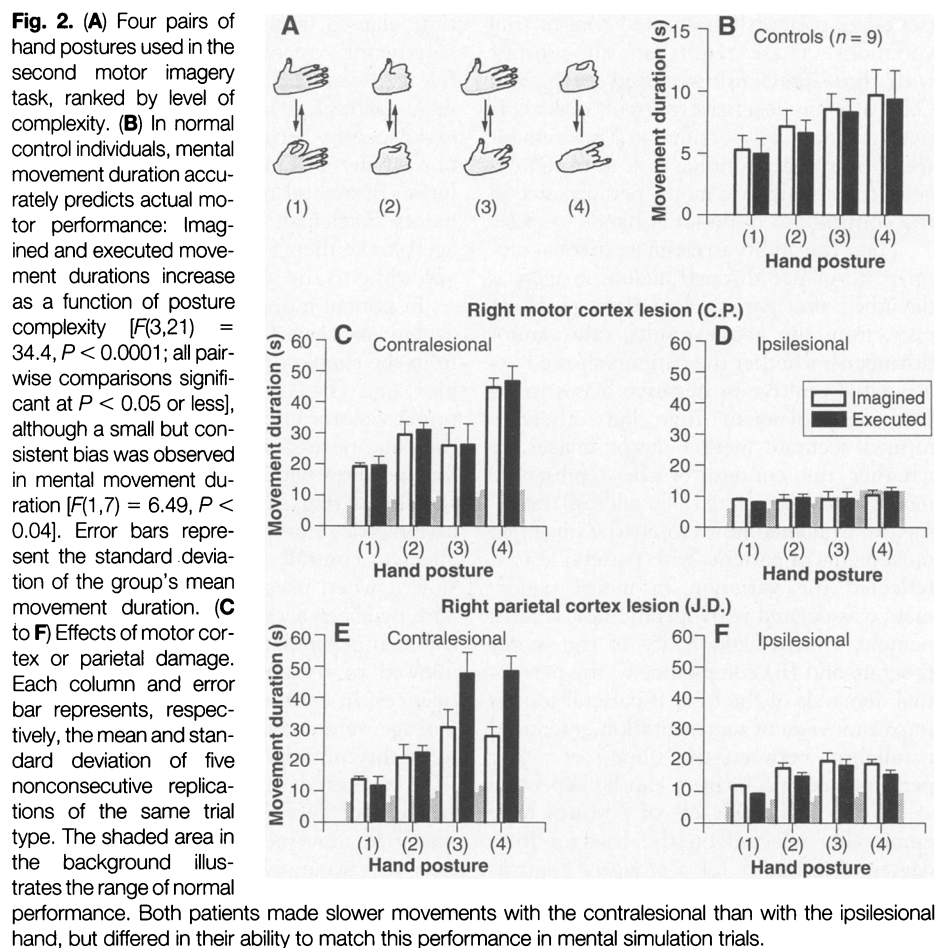 Fig. 2. (A) Four pairs of
hand postures used in the
second motor imagery
task, ranked by level of
complexity. (B) In normal
control individuals, mental
movement duration accu-
rately predicts actual mo-
tor performance: Imag-
ined and executed move-
ment durations increase
as a function of posture
complexity [F(3,21) =
34.4, P < 0.0001; all pair-
wise comparisons signifi-
cant at P < 0.05 or less],
although a small but con-
sistent bias was observed
in mental movement du-
ration [F(1,7) = 6.49, P <
0.04]. Error bars repre-
sent the standard devia-
tion of the group's mean
movement duration. (C
to F) Effects of motor cor-
tex or parietal damage.
Each column and error
bar represents, respec-
tively, the mean and stan-
dard deviation of five
nonconsecutive replica-
tions of the same trial
type. The shaded area in
the background illus-
trates the range of normal
performance. Both patients made slower movements with the contralesional than with the ipsilesional
hand, but differed in their ability to match this performance in mental simulation trials.
A
(1) (2) (3) (4)
B
Controls (n = 9)
Movement duration (s)
15
10
5
0
(1) (2) (3) (4)
Hand posture
Right motor cortex lesion (C.P.)
C
Contralesional
Movement duration (s)
60
50
40
30
20
10
0
(1) (2) (3) (4)
Hand posture
D
Ipsilesional
60
50
40
30
20
10
0
Imagined
Executed
(1) (2) (3) (4)
Hand posture
Right parietal cortex lesion (J.D.)
E
Contralesional
Movement duration (s)
60
50
40
30
20
10
0
(1) (2) (3) (4)
Hand posture
F
Ipsilesional
60
50
40
30
20
10
0
(1) (2) (3) (4)
Hand posture